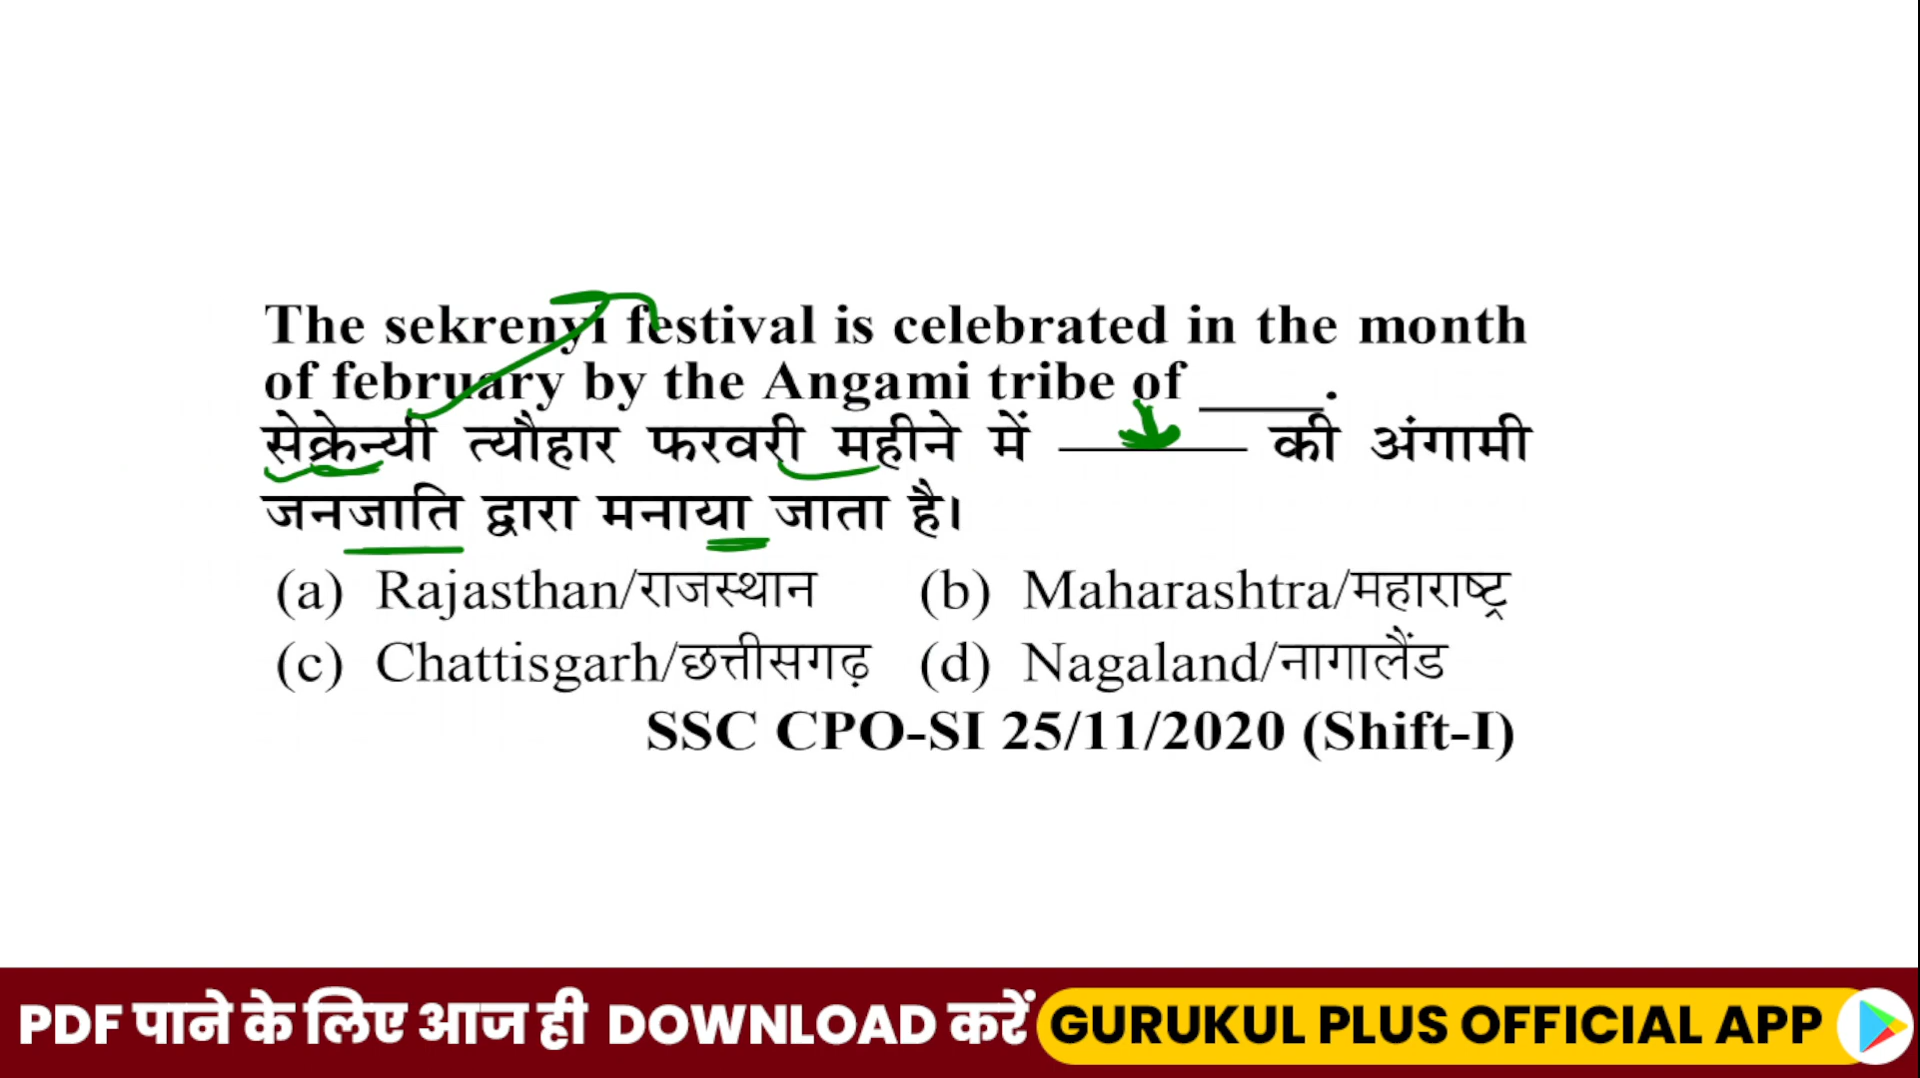 The sekrenyi festival is celebrated in the month
of february by the Angami tribe of ____.
सेक्रेन्यी त्यौहार फरवरी महीने में ______ की अंगामी
जनजाति द्वारा मनाया जाता है।
(a) Rajasthan/राजस्थान (b) Maharashtra/महाराष्ट्र
(c) Chattisgarh/छत्तीसगढ़ (d) Nagaland/नागालैंड
SSC CPO-SI 25/11/2020 (Shift-I)
PDF पाने के लिए आज ही DOWNLOAD करें GURUKUL PLUS OFFICIAL APP